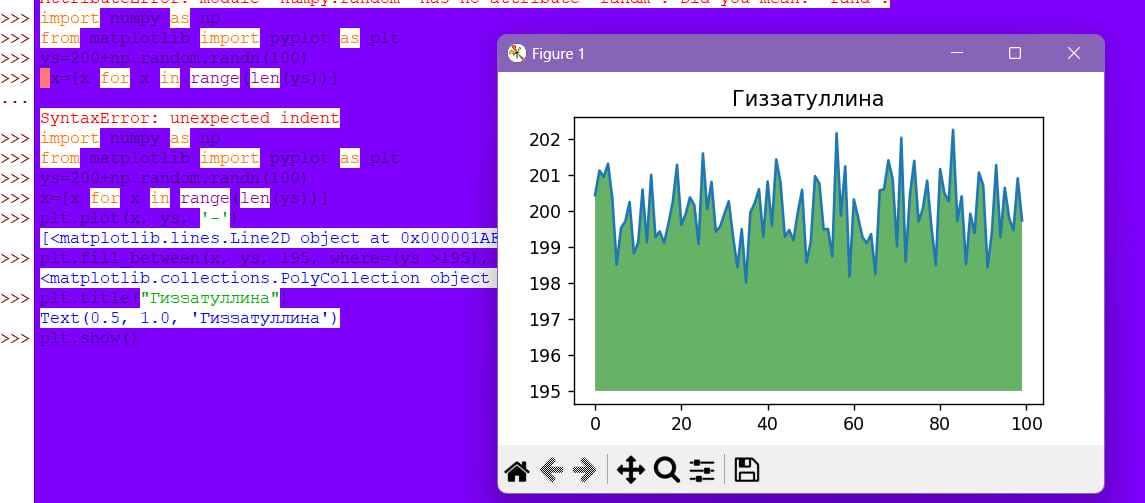 AttributeError: module 'numpy.random' has no attribute 'randm'. Did you mean: 'rand'?
>>> import numpy as np
>>> from matplotlib import pyplot as plt
>>> ys=200+np.random.randn(100)
>>>  x=[x for x in range(len(ys))]
...
SyntaxError: unexpected indent
>>> import numpy as np
>>> from matplotlib import pyplot as plt
>>> ys=200+np.random.randn(100)
>>> x=[x for x in range(len(ys))]
>>> plt.plot(x, ys, '-')
[<matplotlib.lines.Line2D object at 0x000001AE
>>> plt.fill_between(x, ys, 195, where=(ys >195),
<matplotlib.collections.PolyCollection object
>>> plt.title("Гиззатуллина")
Text(0.5, 1.0, 'Гиззатуллина')
>>> plt.show()
Figure 1
Гиззатуллина
202
201
200
199
198
197
196
195
0 20 40 60 80 100